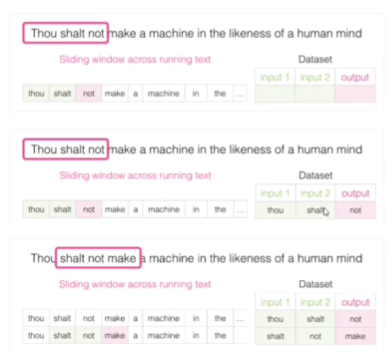 Thou shalt not make a machine in the likeness of a human mind
Sliding window across running text
Dataset
input 1 input 2 output
thou shalt not make a machine in the ...
Thou shalt not make a machine in the likeness of a human mind
Sliding window across running text
Dataset
input 1 input 2 output
thou shalt not make a machine in the ...
thou shalt not
Thou shalt not make a machine in the likeness of a human mind
Sliding window across running text
Dataset
input 1 input 2 output
thou shalt not make a machine in the ...
thou shalt not
thou shalt not make a machine in the
shalt not make